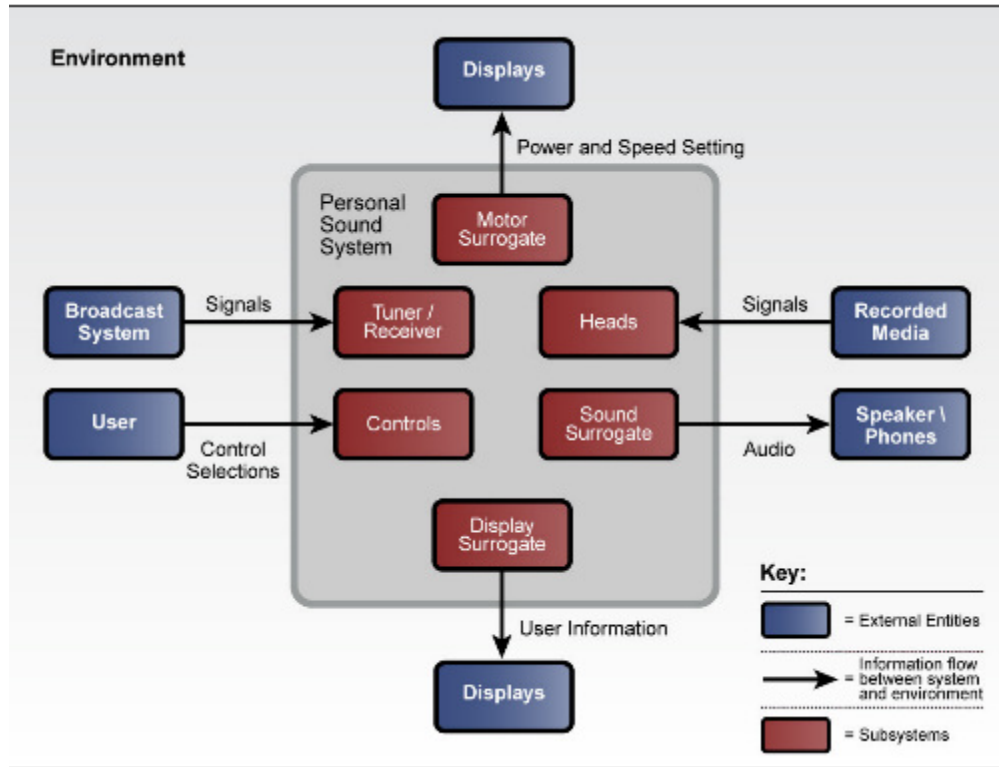 Environment
Displays
Power and Speed Setting
Personal
Sound
System
Motor
Surrogate
Broadcast
System
Signals
Tuner /
Receiver
Heads
Signals
Recorded
Media
User
Control
Selections
Controls
Sound
Surrogate
Audio
Speaker \
Phones
Display
Surrogate
User Information
Displays
Key:
= External Entities
Information flow
= between system
and environment
= Subsystems